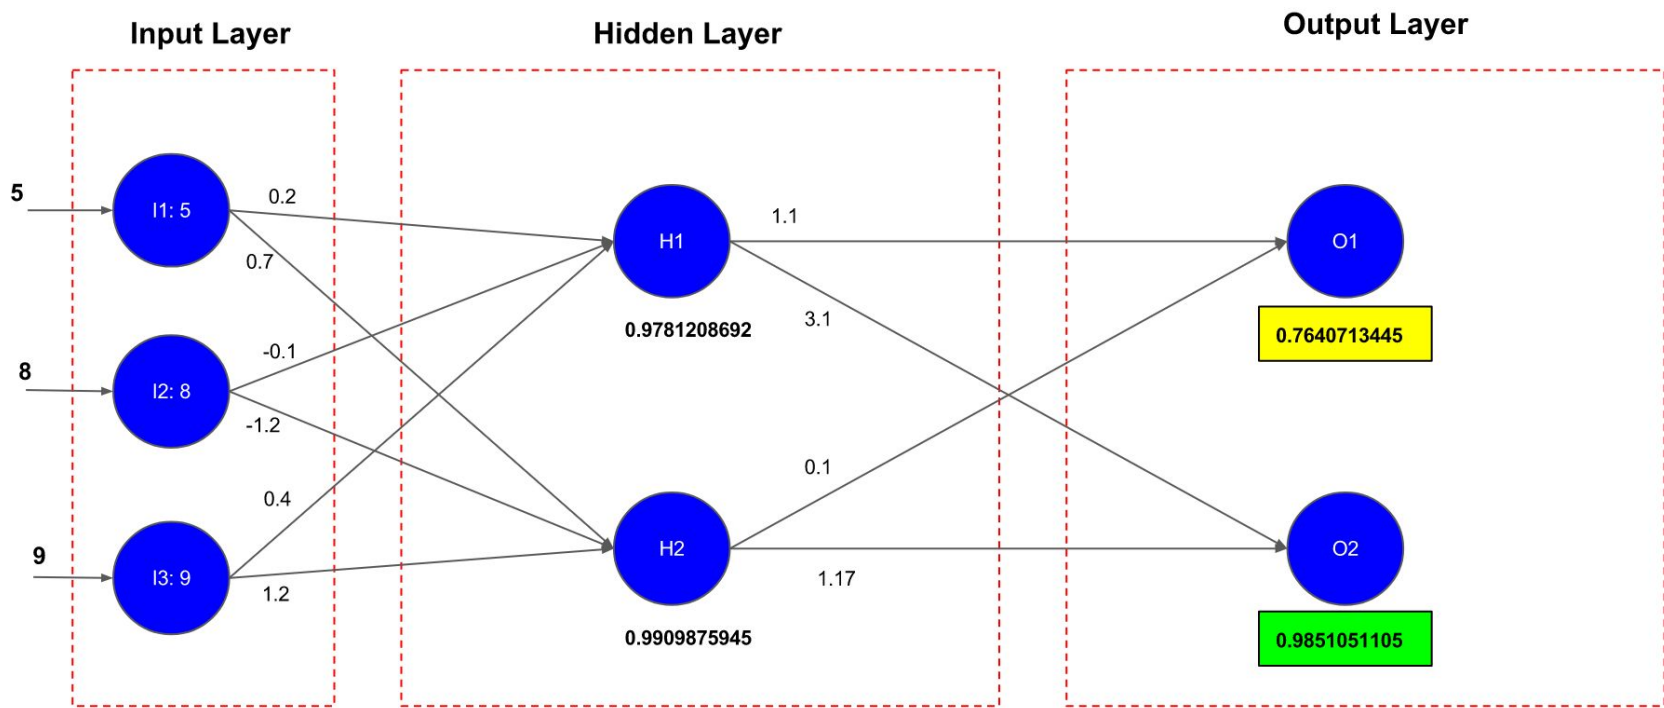 Input Layer
Hidden Layer
Output Layer
5
I1: 5
0.2
0.7
8
I2: 8
-0.1
-1.2
9
I3: 9
0.4
1.2
H1
0.9781208692
1.1
3.1
H2
0.9909875945
0.1
1.17
O1
0.7640713445
O2
0.9851051105